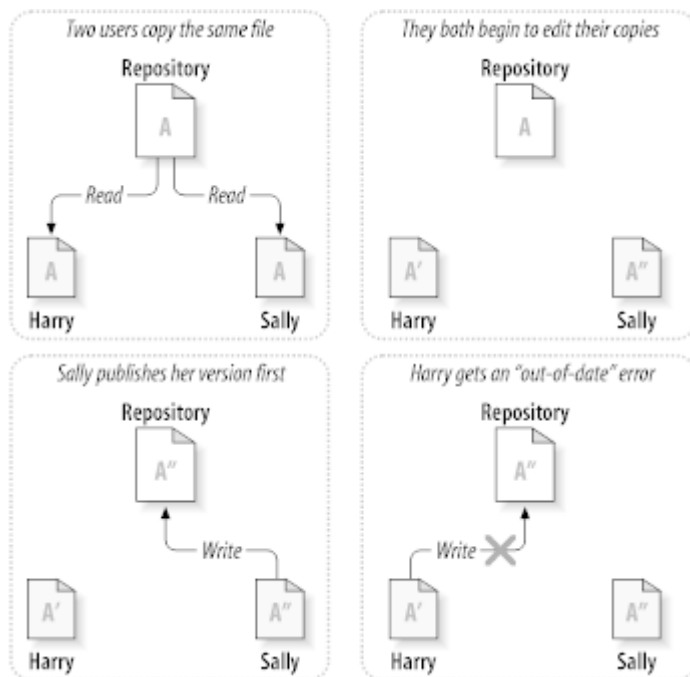 Two users copy the same file
Repository
A
Read
Read
A
A
Harry
Sally
They both begin to edit their copies
Repository
A
A′
A″
Harry
Sally
Sally publishes her version first
Repository
A″
Write
A′
A″
Harry
Sally
Harry gets an “out-of-date” error
Repository
A″
Write
A′
A″
Harry
Sally